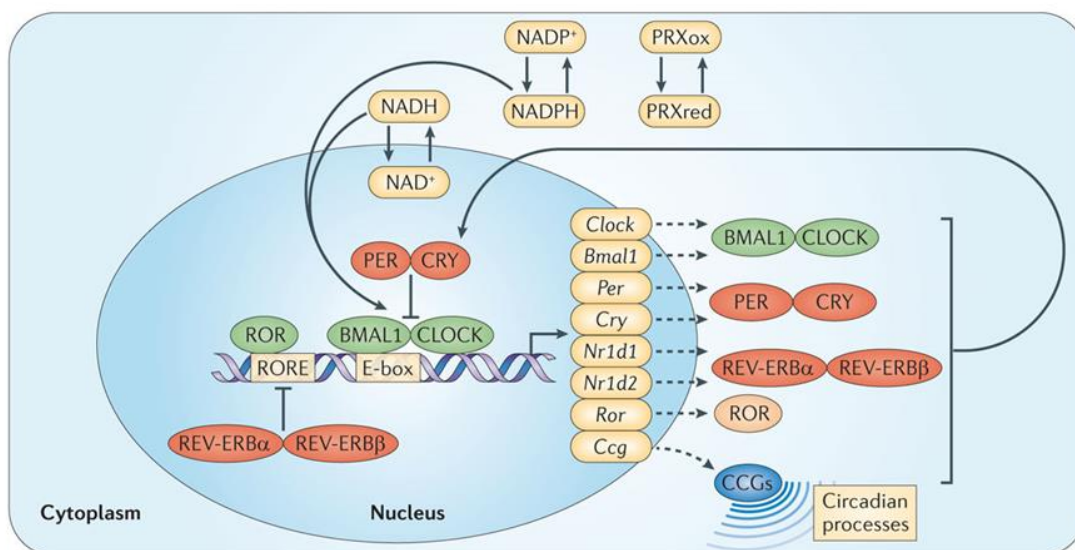 NADP⁺
PRXox
NADH
NADPH
PRXred
NAD⁺
Clock
BMAL1 CLOCK
PER CRY
Bmal1
Per
PER CRY
ROR
BMAL1 CLOCK
Cry
RORE
E-box
Nr1d1
REV-ERBα REV-ERBβ
Nr1d2
Ror
ROR
REV-ERBα REV-ERBβ
Ccg
CCGs
Cytoplasm
Nucleus
Circadian
processes